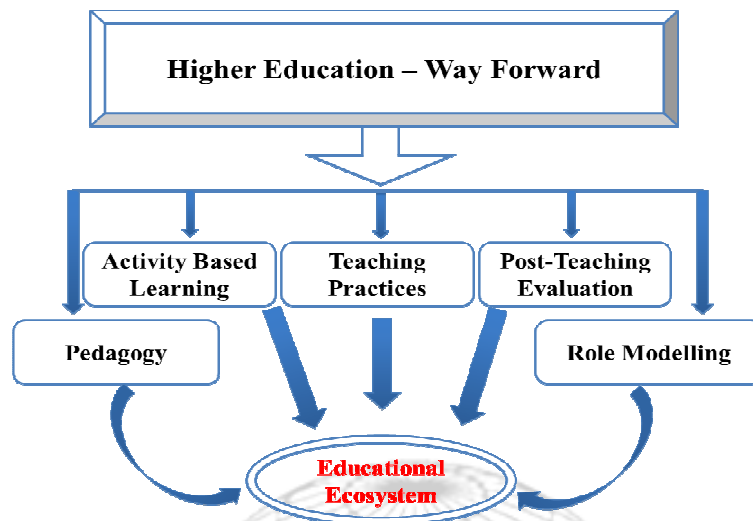 Higher Education – Way Forward
Activity Based
Learning
Teaching
Practices
Post-Teaching
Evaluation
Pedagogy
Role Modelling
Educational
Ecosystem